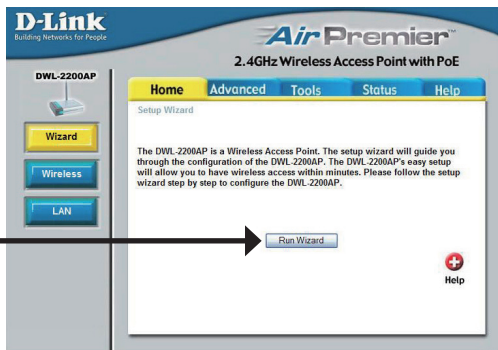 D-Link
Building Networks for People
Air Premier™
2.4GHz Wireless Access Point with PoE
DWL-2200AP
Home Advanced Tools Status Help
Setup Wizard
Wizard
Wireless
LAN
The DWL-2200AP is a Wireless Access Point. The setup wizard will guide you
through the configuration of the DWL-2200AP. The DWL-2200AP's easy setup
will allow you to have wireless access within minutes. Please follow the setup
wizard step by step to configure the DWL-2200AP.
Run Wizard
Help